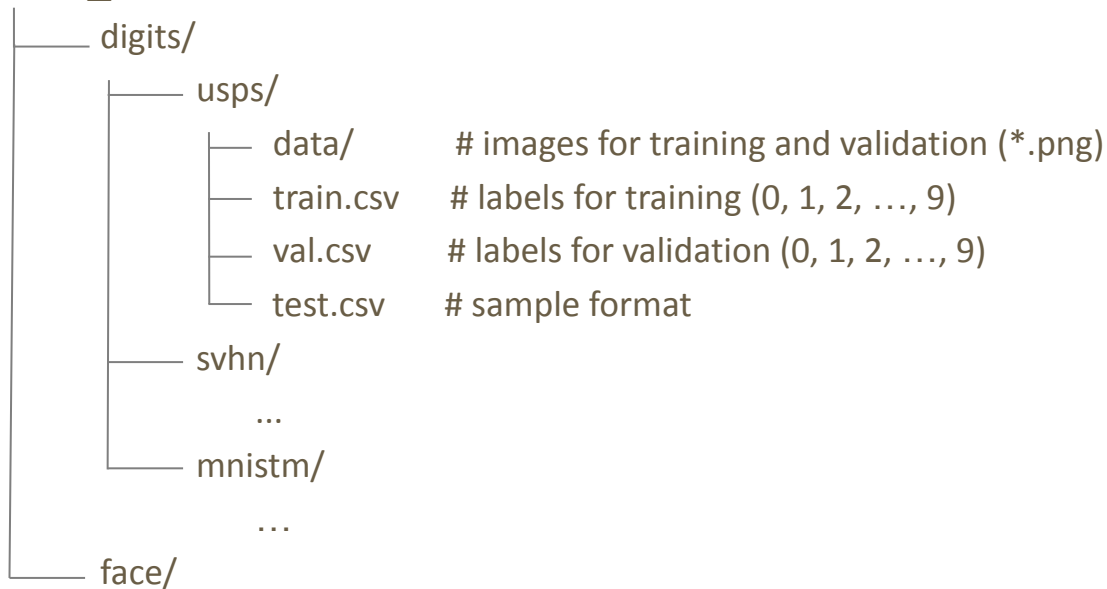 digits/
usps/
data/ # images for training and validation (*.png)
train.csv # labels for training (0, 1, 2, …, 9)
val.csv # labels for validation (0, 1, 2, …, 9)
test.csv # sample format
svhn/
...
mnistm/
…
face/